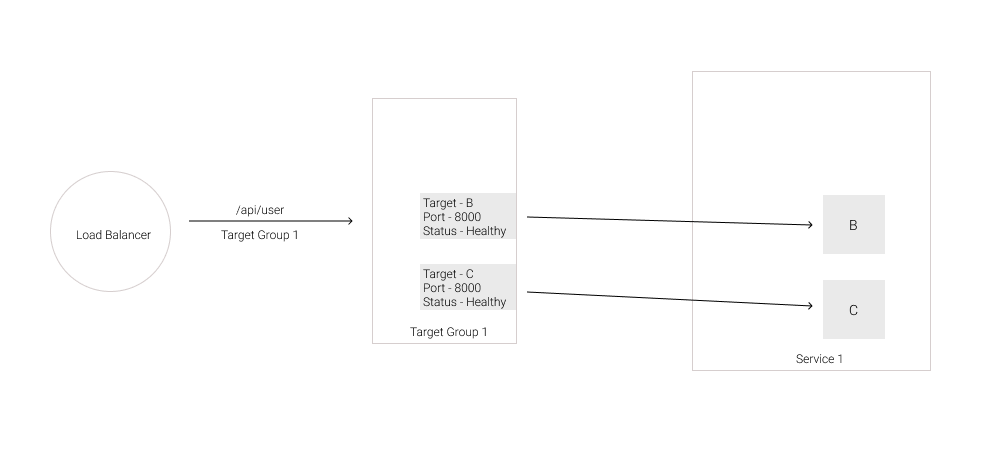 Load Balancer
/api/user
Target Group 1
Target - B
Port - 8000
Status - Healthy
Target - C
Port - 8000
Status - Healthy
Target Group 1
B
C
Service 1